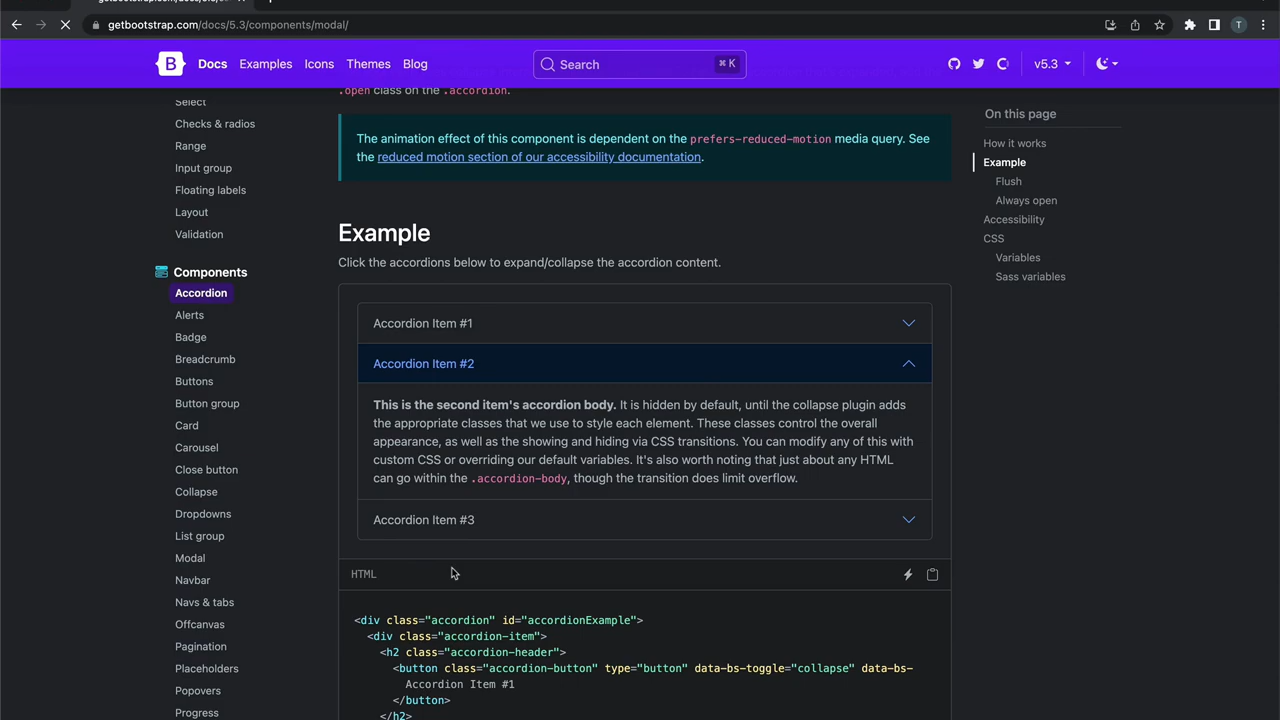 getbootstrap.com/docs/5.3/components/modal/
T
B
Docs
Examples
Icons
Themes
Blog
Search
⌘ K
v5.3
Select
Checks & radios
Range
Input group
Floating labels
Layout
Validation
Components
Accordion
Alerts
Badge
Breadcrumb
Buttons
Button group
Card
Carousel
Close button
Collapse
Dropdowns
List group
Modal
Navbar
Navs & tabs
Offcanvas
Pagination
Placeholders
Popovers
Progress
.open class on the .accordion.
The animation effect of this component is dependent on the prefers-reduced-motion media query. See
the reduced motion section of our accessibility documentation.
Example
Click the accordions below to expand/collapse the accordion content.
Accordion Item #1
Accordion Item #2
This is the second item's accordion body. It is hidden by default, until the collapse plugin adds
the appropriate classes that we use to style each element. These classes control the overall
appearance, as well as the showing and hiding via CSS transitions. You can modify any of this with
custom CSS or overriding our default variables. It's also worth noting that just about any HTML
can go within the .accordion-body, though the transition does limit overflow.
Accordion Item #3
HTML
<div class="accordion" id="accordionExample">
<div class="accordion-item">
<h2 class="accordion-header">
<button class="accordion-button" type="button" data-bs-toggle="collapse" data-bs-
Accordion Item #1
</button>
</h2>
On this page
How it works
Example
Flush
Always open
Accessibility
CSS
Variables
Sass variables